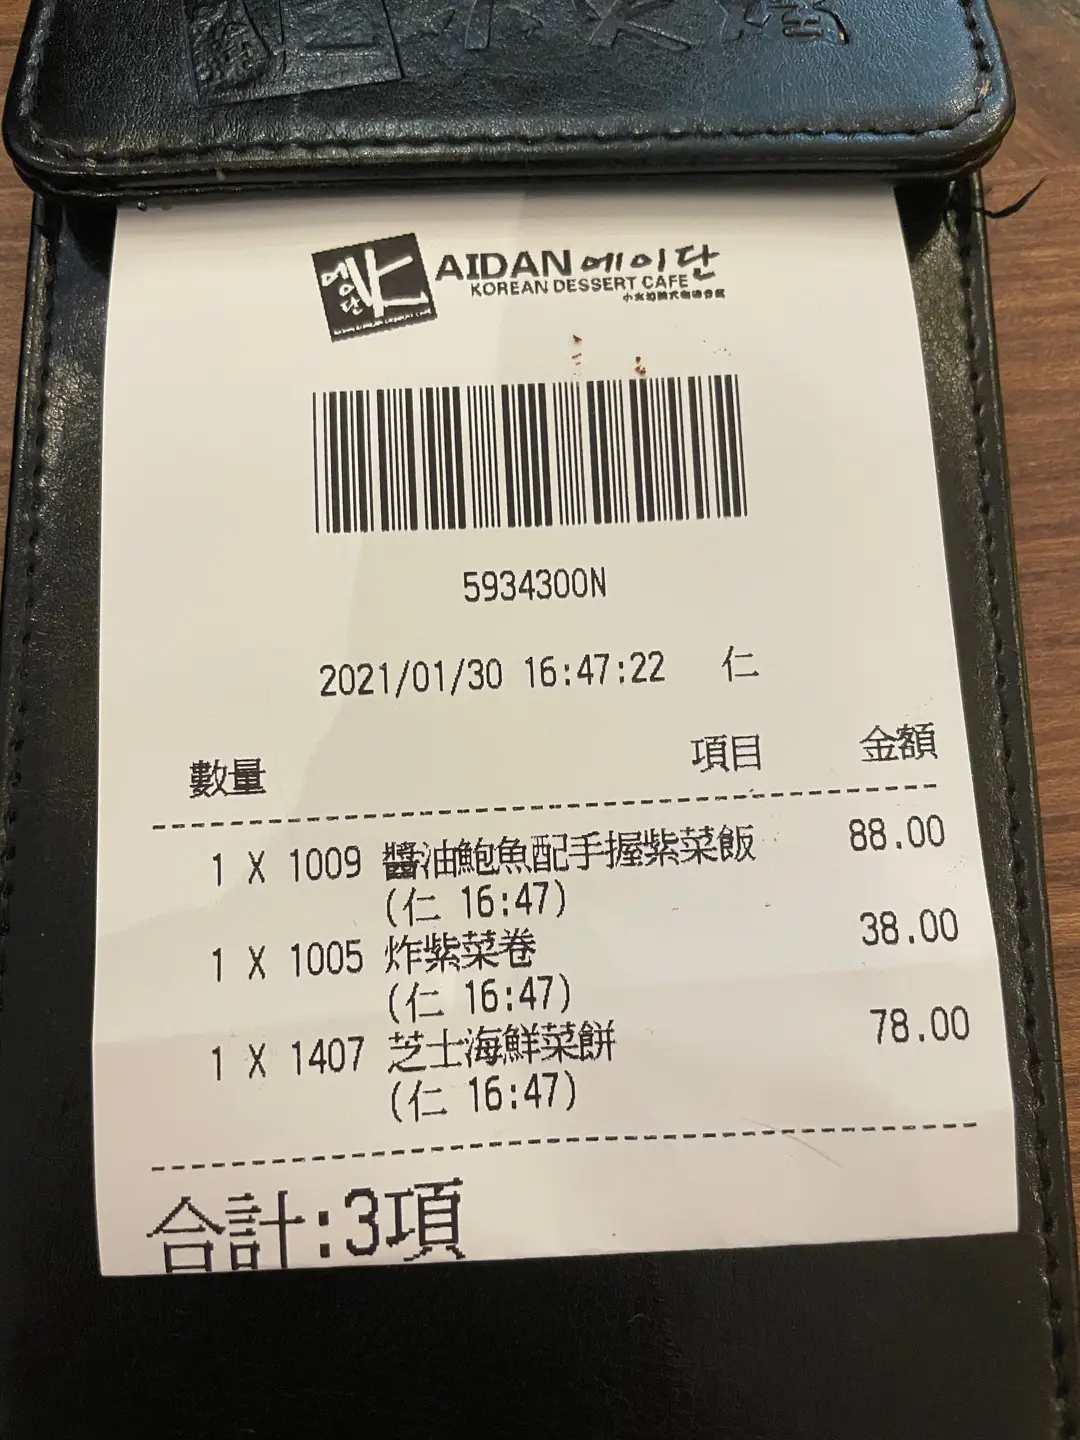 에이단 K
AIDAN 에이단
KOREAN DESSERT CAFE
5934300N
2021/01/30 16:47:22 仁
數量 項目 金額
1 X 1009 醬油鮑魚配手握紫菜飯 88.00
(仁 16:47)
1 X 1005 炸紫菜卷 38.00
(仁 16:47)
1 X 1407 芝士海鮮菜餅 78.00
(仁 16:47)
合計:3項